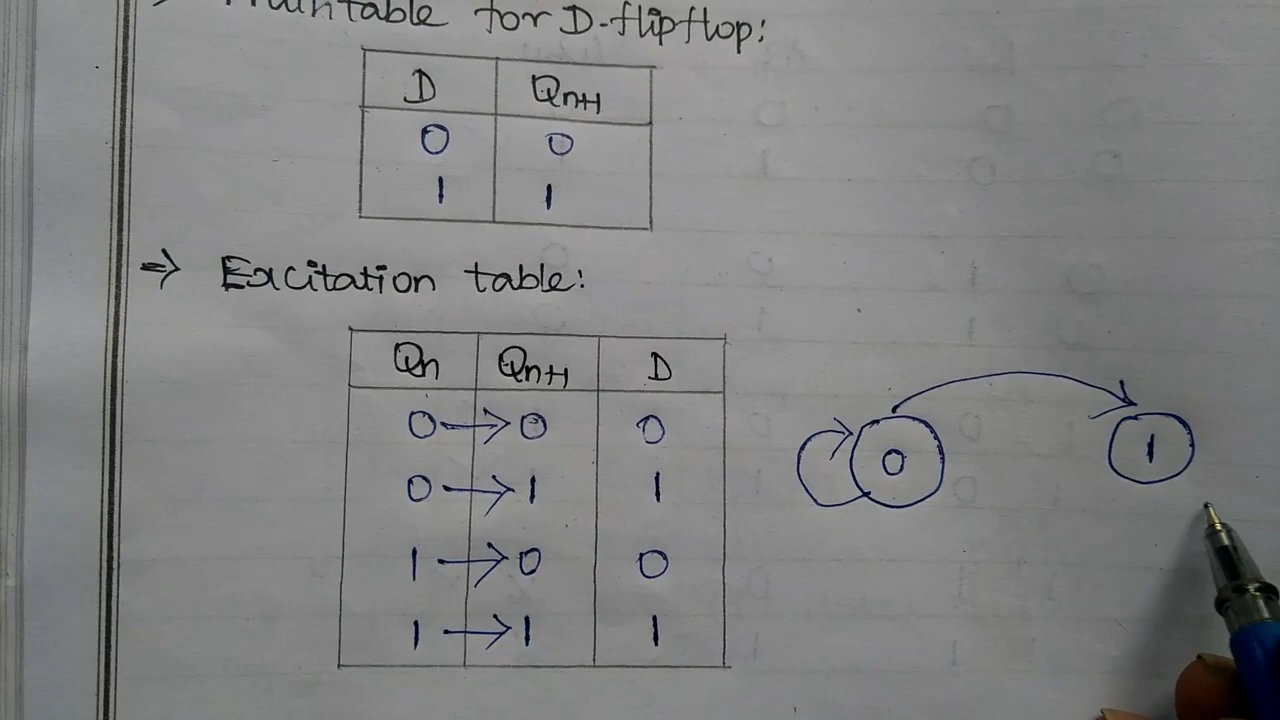 Truthtable for D-flipflop:
D Qn+1
0 0
1 1
⇒ Excitation table:
Qn Qn+1 D
0→0 0
0→1 1
1→0 0
1→1 1
0 1